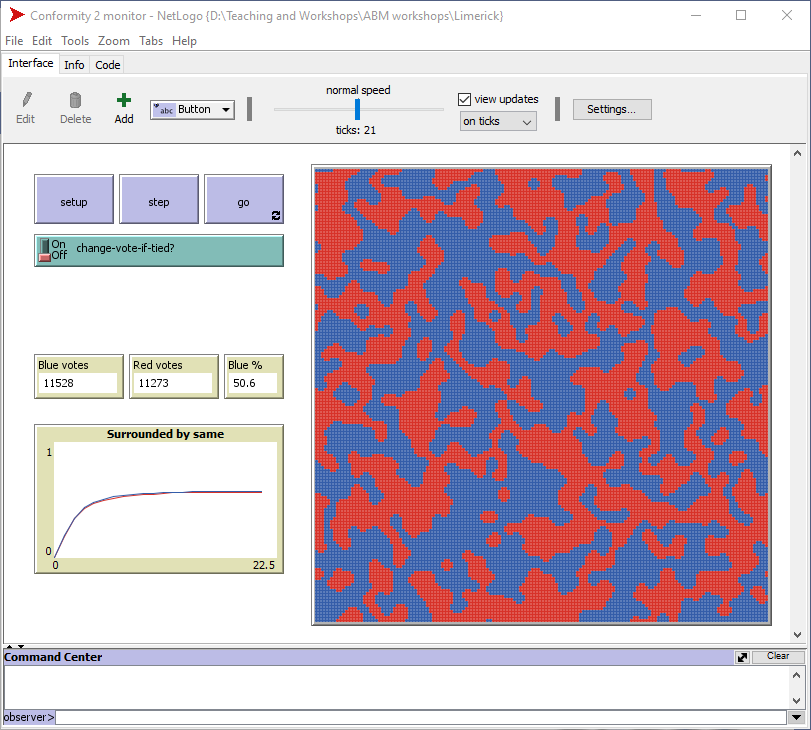 Conformity 2 monitor - NetLogo {D:\Teaching and Workshops\ABM workshops\Limerick}
File Edit Tools Zoom Tabs Help
Interface Info Code
normal speed
view updates
Edit Delete Add
abc Button
Settings...
on ticks
ticks: 21
setup step go
On
Off
change-vote-if-tied?
Blue votes Red votes Blue %
11528 11273 50.6
Surrounded by same
1
0
0 22.5
Command Center
Clear
observer>